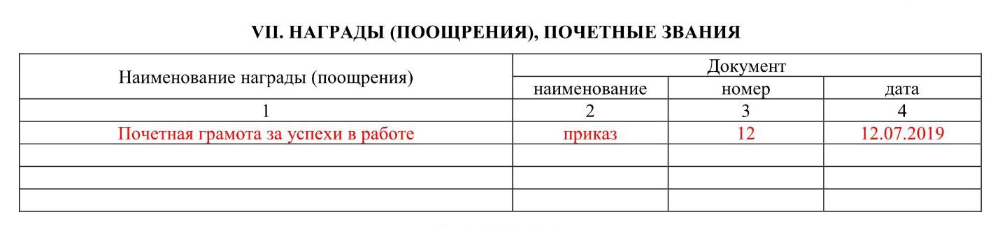 VII. НАГРАДЫ (ПООЩРЕНИЯ), ПОЧЕТНЫЕ ЗВАНИЯ
Наименование награды (поощрения)
Документ
наименование номер дата
1 2 3 4
Почетная грамота за успехи в работе приказ 12 12.07.2019